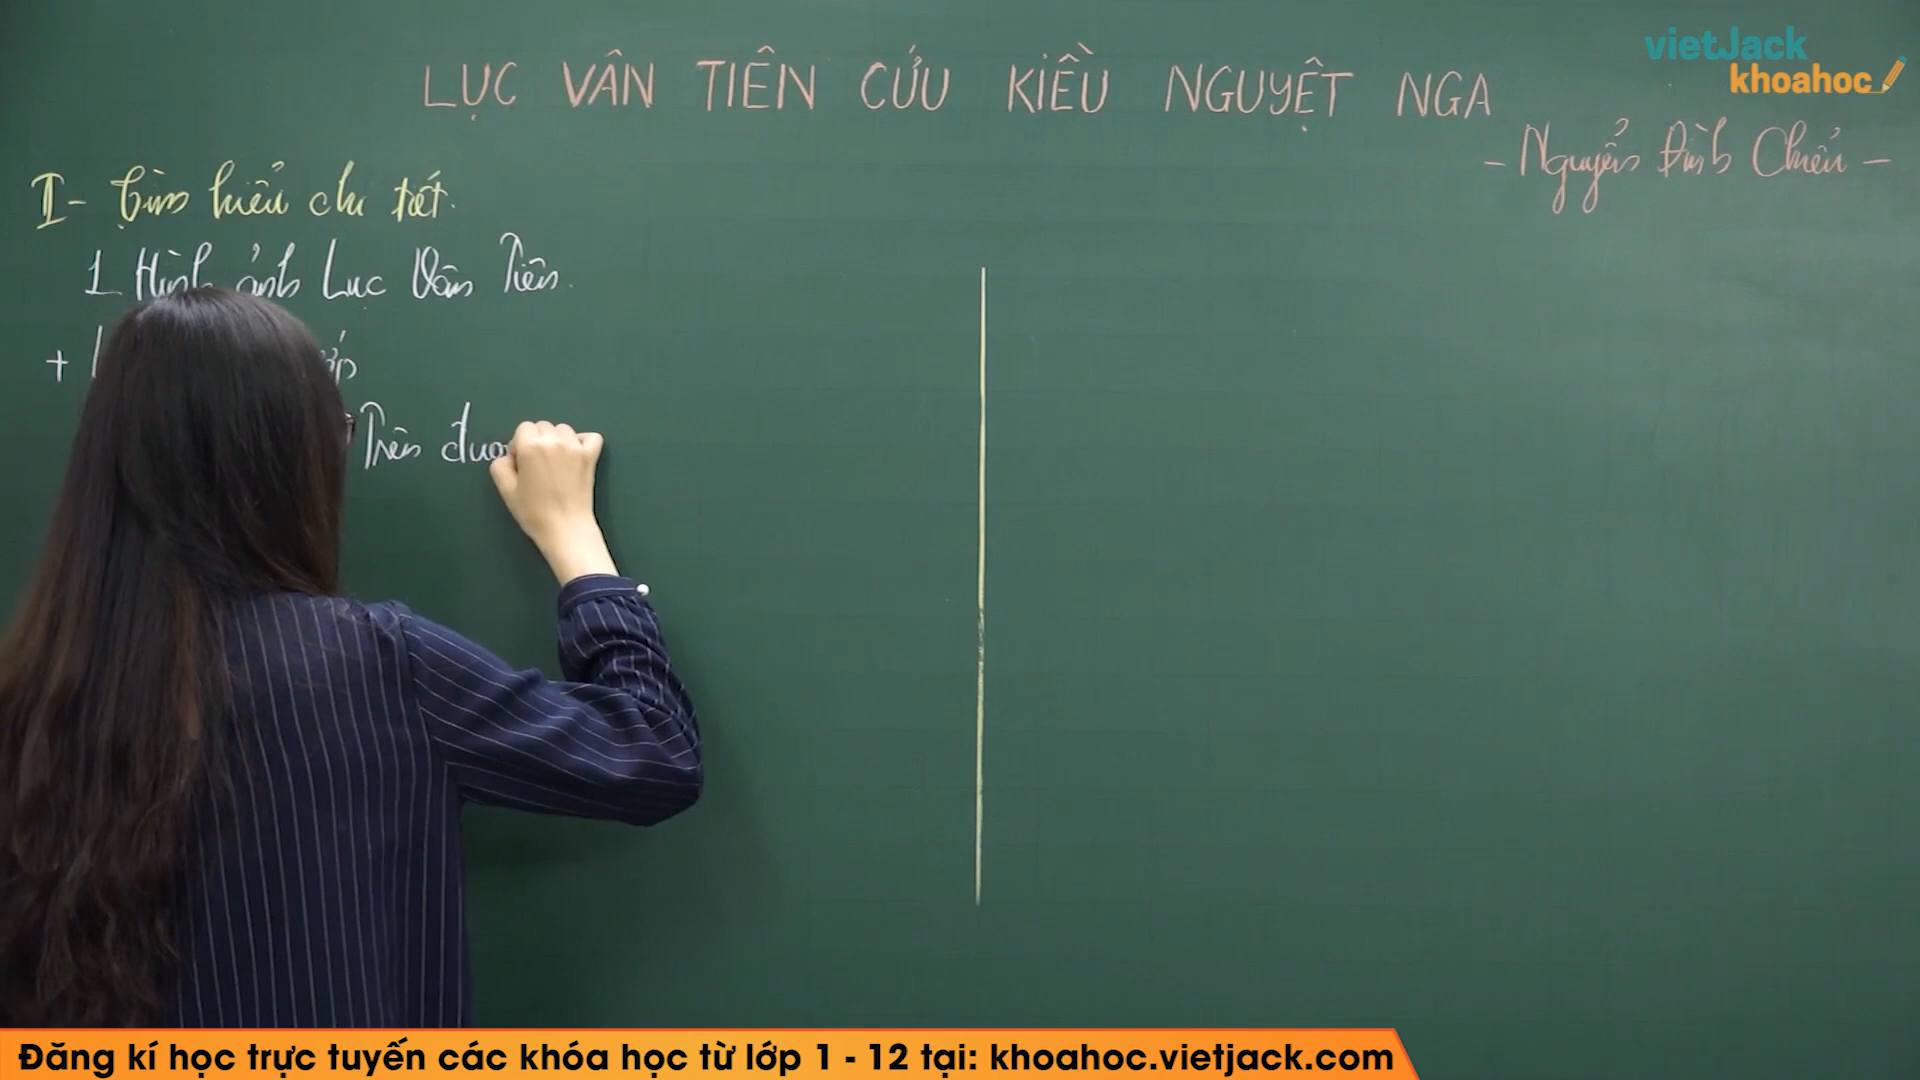 vietJack
khoahoc
LỤC VÂN TIÊN CỨU KIỀU NGUYỆT NGA
- Nguyễn Đình Chiểu -
I- Tìm hiểu chi tiết.
1. Hình ảnh Lục Vân Tiên.
+
Trên đươ
Đăng kí học trực tuyến các khóa học từ lớp 1 - 12 tại: khoahoc.vietjack.com